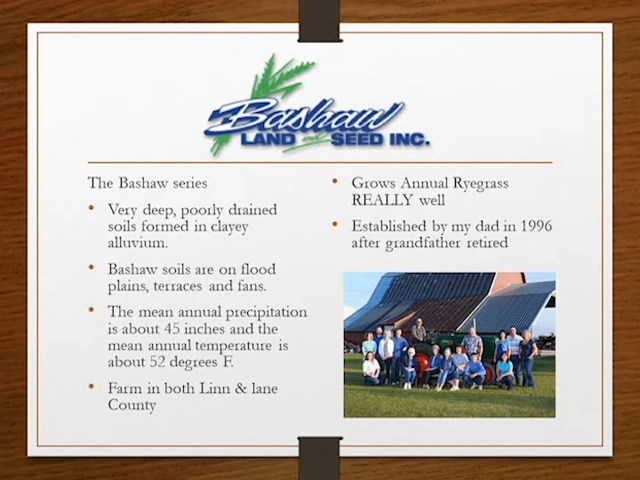 Bashaw
LAND and SEED INC.
The Bashaw series
• Very deep, poorly drained
soils formed in clayey
alluvium.
• Bashaw soils are on flood
plains, terraces and fans.
• The mean annual precipitation
is about 45 inches and the
mean annual temperature is
about 52 degrees F.
• Farm in both Linn & lane
County
• Grows Annual Ryegrass
REALLY well
• Established by my dad in 1996
after grandfather retired